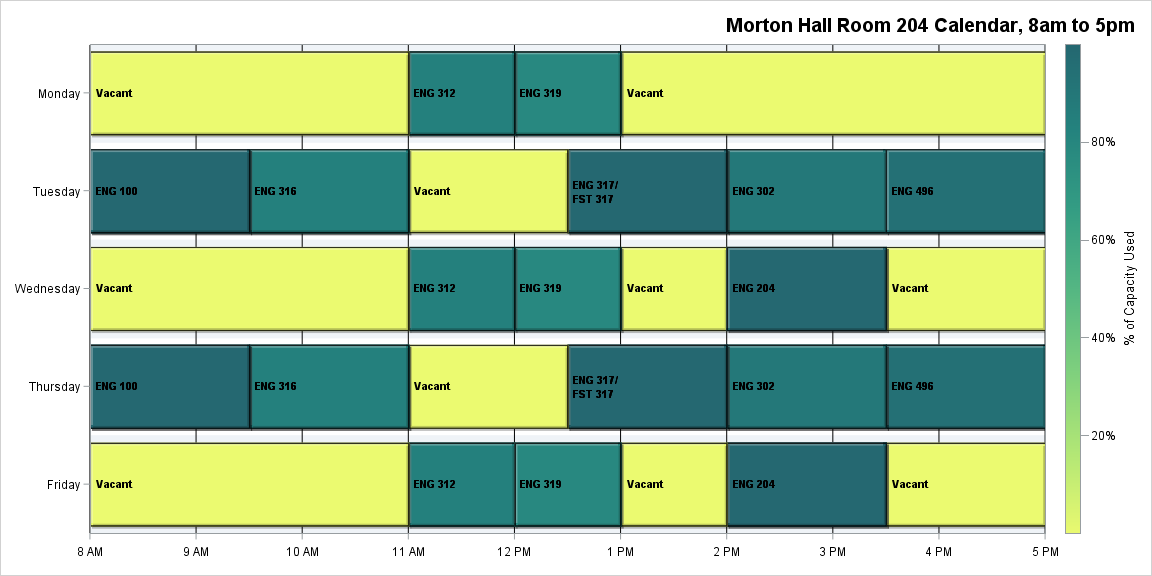 Morton Hall Room 204 Calendar, 8am to 5pm
Monday
Vacant
ENG 312
ENG 319
Vacant
Tuesday
ENG 100
ENG 316
Vacant
ENG 317/
FST 317
ENG 302
ENG 496
Wednesday
Vacant
ENG 312
ENG 319
Vacant
ENG 204
Vacant
Thursday
ENG 100
ENG 316
Vacant
ENG 317/
FST 317
ENG 302
ENG 496
Friday
Vacant
ENG 312
ENG 319
Vacant
ENG 204
Vacant
8 AM
9 AM
10 AM
11 AM
12 PM
1 PM
2 PM
3 PM
4 PM
5 PM
80%
60%
40%
20%
% of Capacity Used